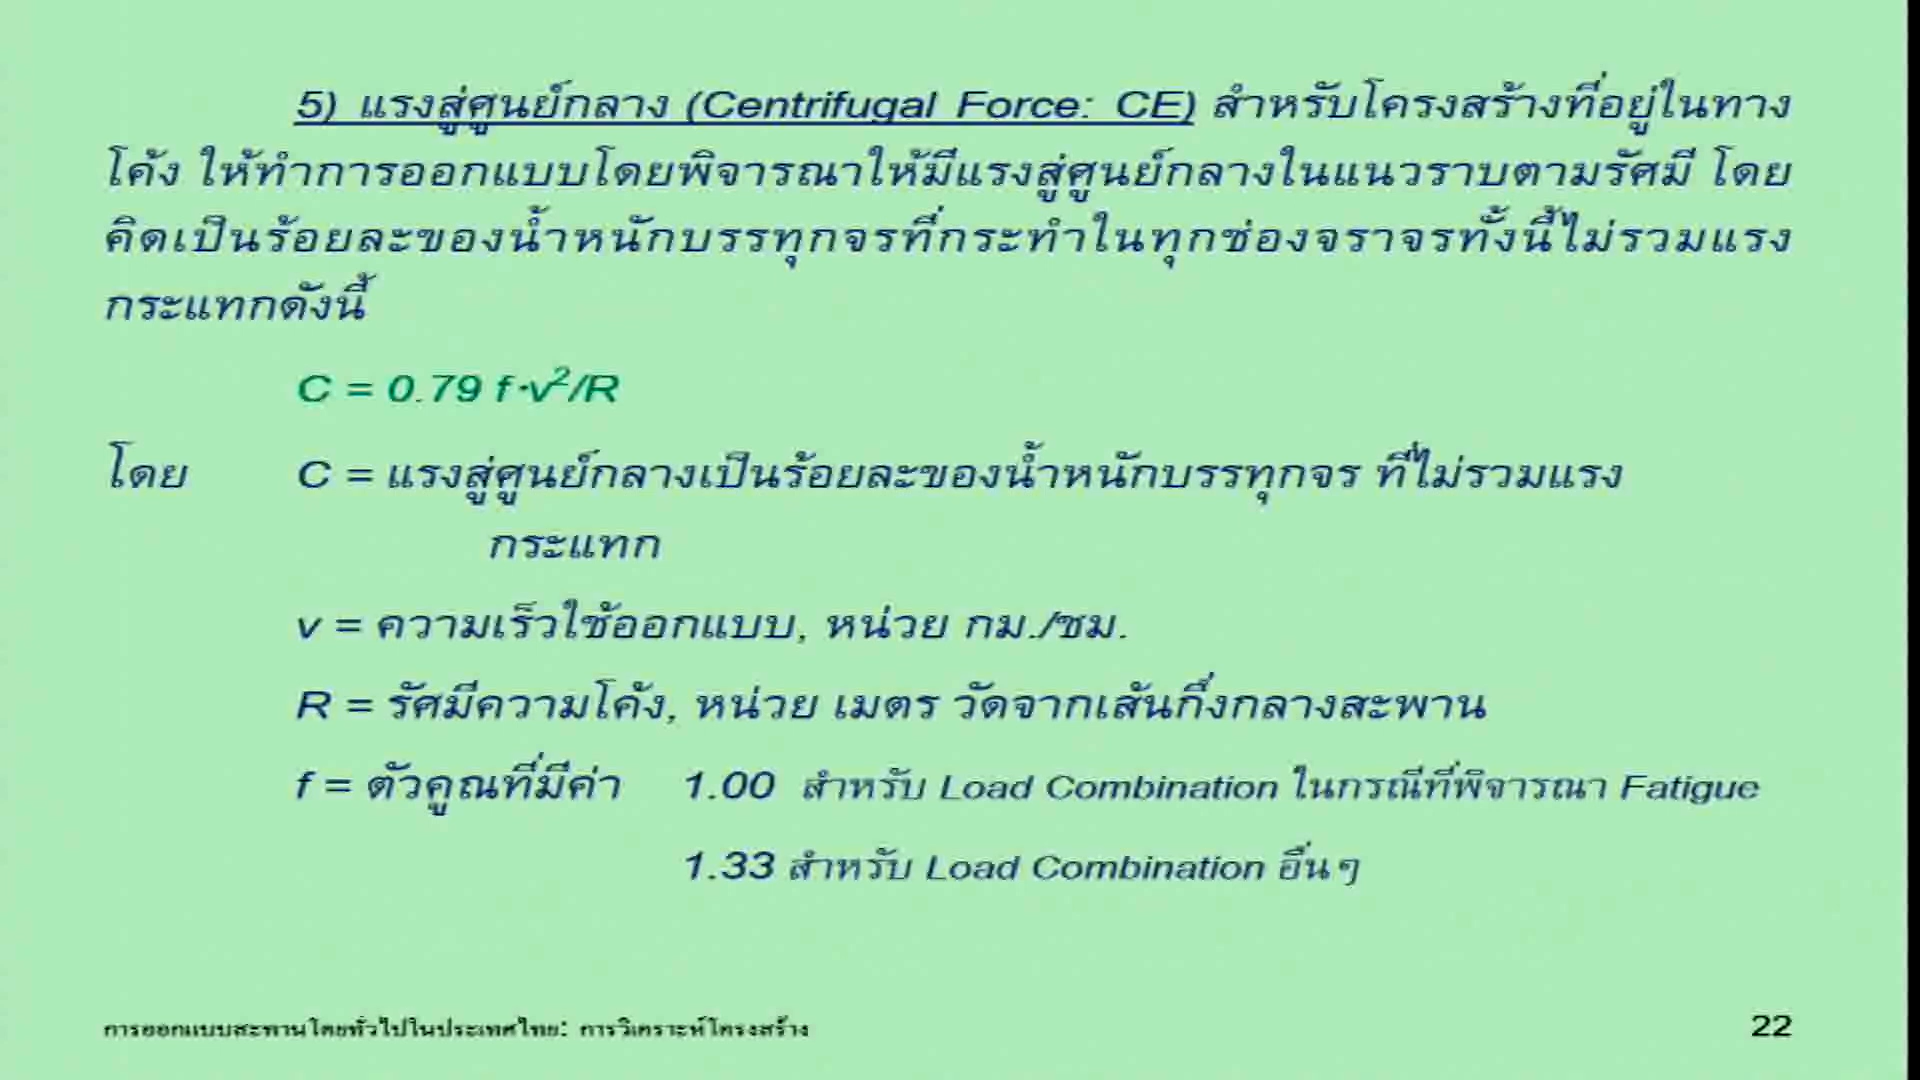 5) แรงสู่ศูนย์กลาง (Centrifugal Force: CE) สำหรับโครงสร้างที่อยู่ในทาง
โค้ง ให้ทำการออกแบบโดยพิจารณาให้มีแรงสู่ศูนย์กลางในแนวราบตามรัศมี โดย
คิดเป็นร้อยละของน้ำหนักบรรทุกจรที่กระทำในทุกช่องจราจรทั้งนี้ไม่รวมแรง
กระแทกดังนี้
C = 0.79 f·v²/R
โดย C = แรงสู่ศูนย์กลางเป็นร้อยละของน้ำหนักบรรทุกจร ที่ไม่รวมแรง
กระแทก
v = ความเร็วใช้ออกแบบ, หน่วย กม./ชม.
R = รัศมีความโค้ง, หน่วย เมตร วัดจากเส้นกึ่งกลางสะพาน
f = ตัวคูณที่มีค่า 1.00 สำหรับ Load Combination ในกรณีที่พิจารณา Fatigue
1.33 สำหรับ Load Combination อื่นๆ
การออกแบบสะพานโดยทั่วไปในประเทศไทย: การวิเคราะห์โครงสร้าง 22